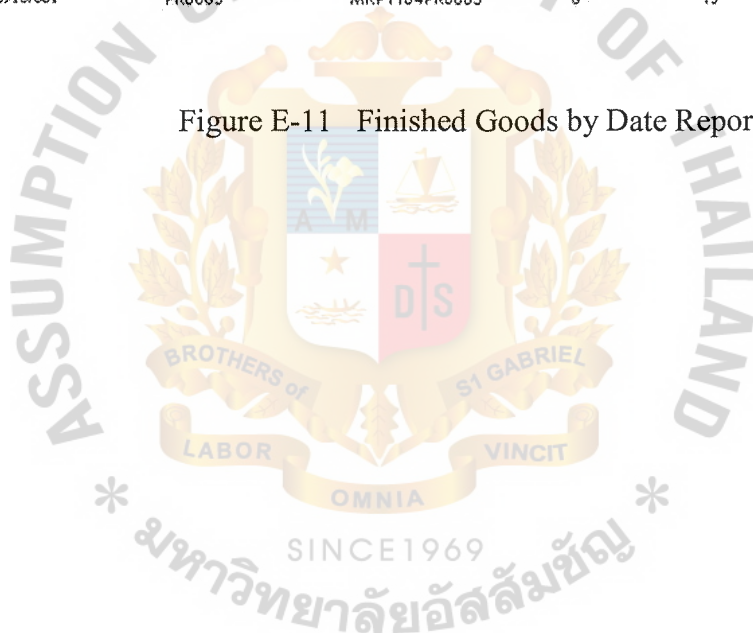 PR0005
Figure E-11 Finished Goods by Date Repor
ASSUMPTION
OF THAILAND
A M
D S
BROTHERS of
ST GABRIEL
LABOR
OMNIA
VINCIT
SINCE1969
มหาวิทยาลัยอัสสัมชัญ